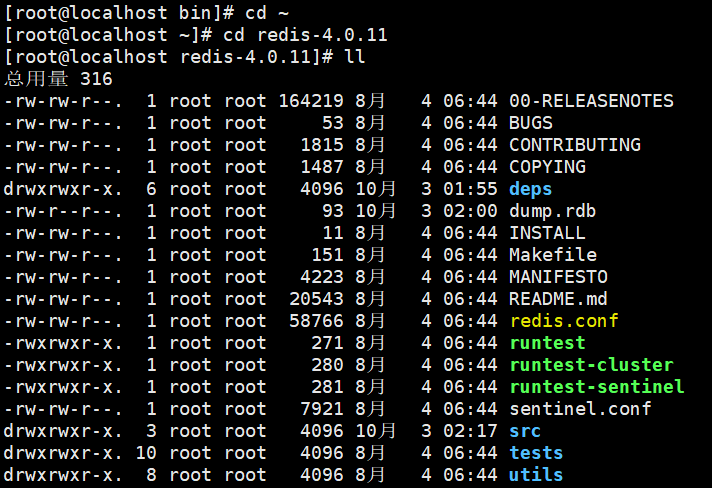 [root@localhost bin]# cd ~
[root@localhost ~]# cd redis-4.0.11
[root@localhost redis-4.0.11]# ll
总用量 316
-rw-rw-r--.  1 root root 164219 8月   4 06:44 00-RELEASENOTES
-rw-rw-r--.  1 root root     53 8月   4 06:44 BUGS
-rw-rw-r--.  1 root root   1815 8月   4 06:44 CONTRIBUTING
-rw-rw-r--.  1 root root   1487 8月   4 06:44 COPYING
drwxrwxr-x.  6 root root   4096 10月  3 01:55 deps
-rw-r--r--.  1 root root     93 10月  3 02:00 dump.rdb
-rw-rw-r--.  1 root root     11 8月   4 06:44 INSTALL
-rw-rw-r--.  1 root root    151 8月   4 06:44 Makefile
-rw-rw-r--.  1 root root   4223 8月   4 06:44 MANIFESTO
-rw-rw-r--.  1 root root  20543 8月   4 06:44 README.md
-rw-rw-r--.  1 root root  58766 8月   4 06:44 redis.conf
-rwxrwxr-x.  1 root root    271 8月   4 06:44 runtest
-rwxrwxr-x.  1 root root    280 8月   4 06:44 runtest-cluster
-rwxrwxr-x.  1 root root    281 8月   4 06:44 runtest-sentinel
-rw-rw-r--.  1 root root   7921 8月   4 06:44 sentinel.conf
drwxrwxr-x.  3 root root   4096 10月  3 02:17 src
drwxrwxr-x. 10 root root   4096 8月   4 06:44 tests
drwxrwxr-x.  8 root root   4096 8月   4 06:44 utils